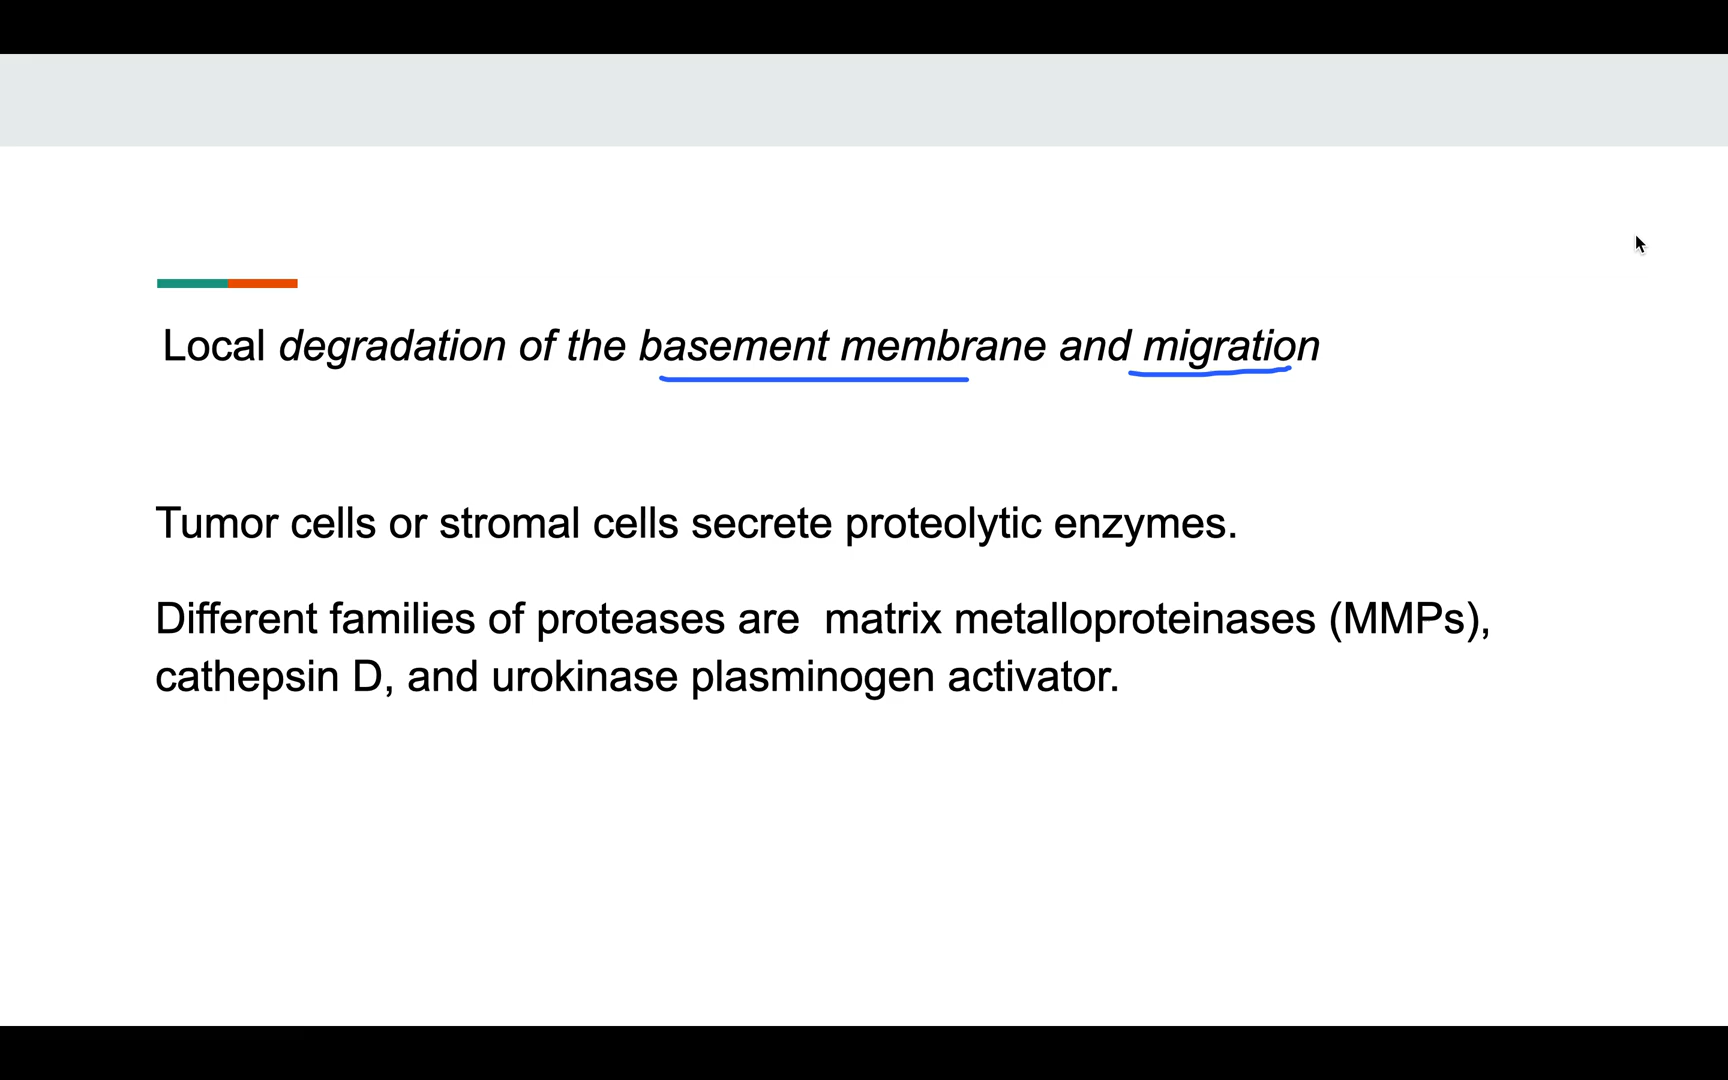 Local degradation of the basement membrane and migration
Tumor cells or stromal cells secrete proteolytic enzymes.
Different families of proteases are  matrix metalloproteinases (MMPs),
cathepsin D, and urokinase plasminogen activator.